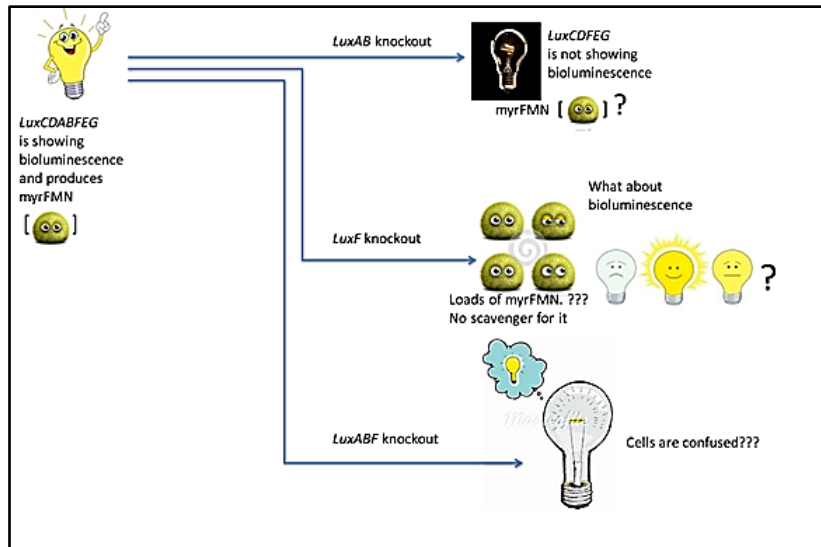 LuxAB knockout
LuxCDFEG
is not showing
bioluminescence
myrFMN [ ] ?
LuxCDABFEG
is showing
bioluminescence
and produces
myrFMN
[ ]
What about
bioluminescence
LuxF knockout
?
Loads of myrFMN. ???
No scavenger for it
LuxABF knockout
Cells are confused???